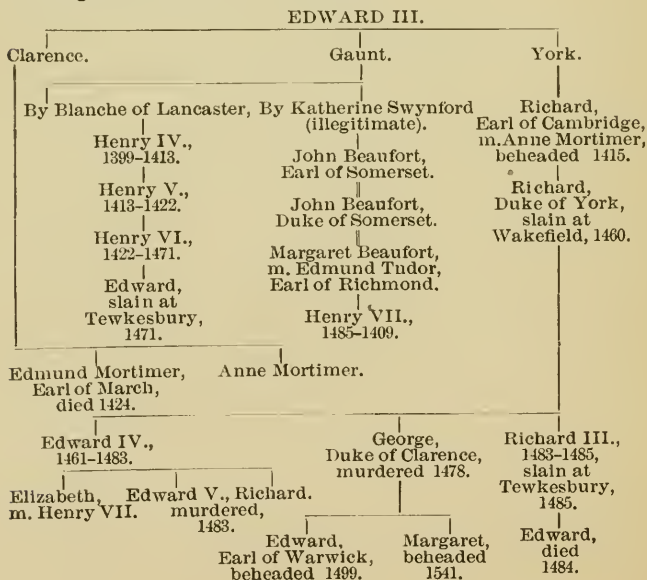 EDWARD III.
Clarence. Gaunt. York.
By Blanche of Lancaster, By Katherine Swynford
(illegitimate).
Henry IV.,
1399-1413.
Henry V.,
1413-1422.
Henry VI.,
1422-1471.
Edward,
slain at
Tewkesbury,
1471.
John Beaufort,
Earl of Somerset.
John Beaufort,
Duke of Somerset.
Margaret Beaufort,
m. Edmund Tudor,
Earl of Richmond.
Henry VII.,
1485-1409.
Richard,
Earl of Cambridge,
m. Anne Mortimer,
beheaded 1415.
Richard,
Duke of York,
slain at
Wakefield, 1460.
Edmund Mortimer,
Earl of March,
died 1424.
Anne Mortimer.
Edward IV.,
1461-1483.
George,
Duke of Clarence,
murdered 1478.
Richard III.,
1483-1485,
slain at
Tewkesbury,
1485.
Elizabeth,
m. Henry VII.
Edward V., Richard.
murdered,
1483.
Edward,
Earl of Warwick,
beheaded 1499.
Margaret,
beheaded
1541.
Edward,
died
1484.